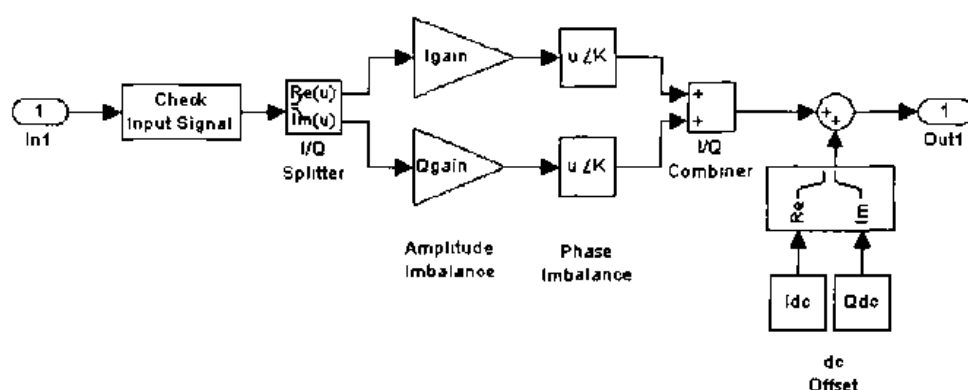 1
In1
Check
Input Signal
Re(u)
Im(u)
I/Q
Splitter
Igain
Qgain
Amplitude
Imbalance
u∠K
u∠K
Phase
Imbalance
+
+
I/Q
Combiner
+
+
1
Out1
Re
Im
Idc
Qdc
dc
Offset